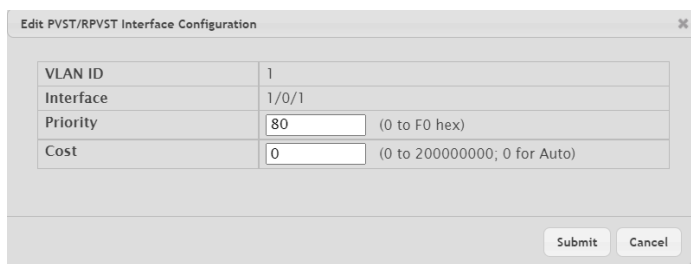 Edit PVST/RPVST Interface Configuration
VLAN ID 1
Interface 1/0/1
Priority 80 (0 to F0 hex)
Cost 0 (0 to 200000000; 0 for Auto)
Submit Cancel